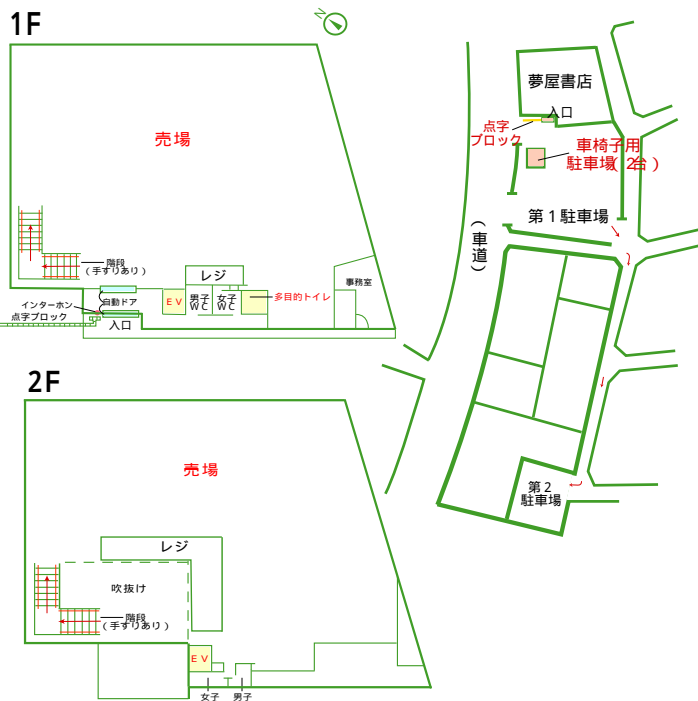 1F
N
売場
階段
(手すりあり)
レジ
事務室
EV
男子
WC
女子
WC
多目的トイレ
インターホン
自動ドア
点字ブロック
入口
夢屋書店
入口
点字
ブロック
車椅子用
駐車場(2台)
第1駐車場
(車道)
第2
駐車場
2F
売場
レジ
吹抜け
階段
(手すりあり)
EV
女子
男子